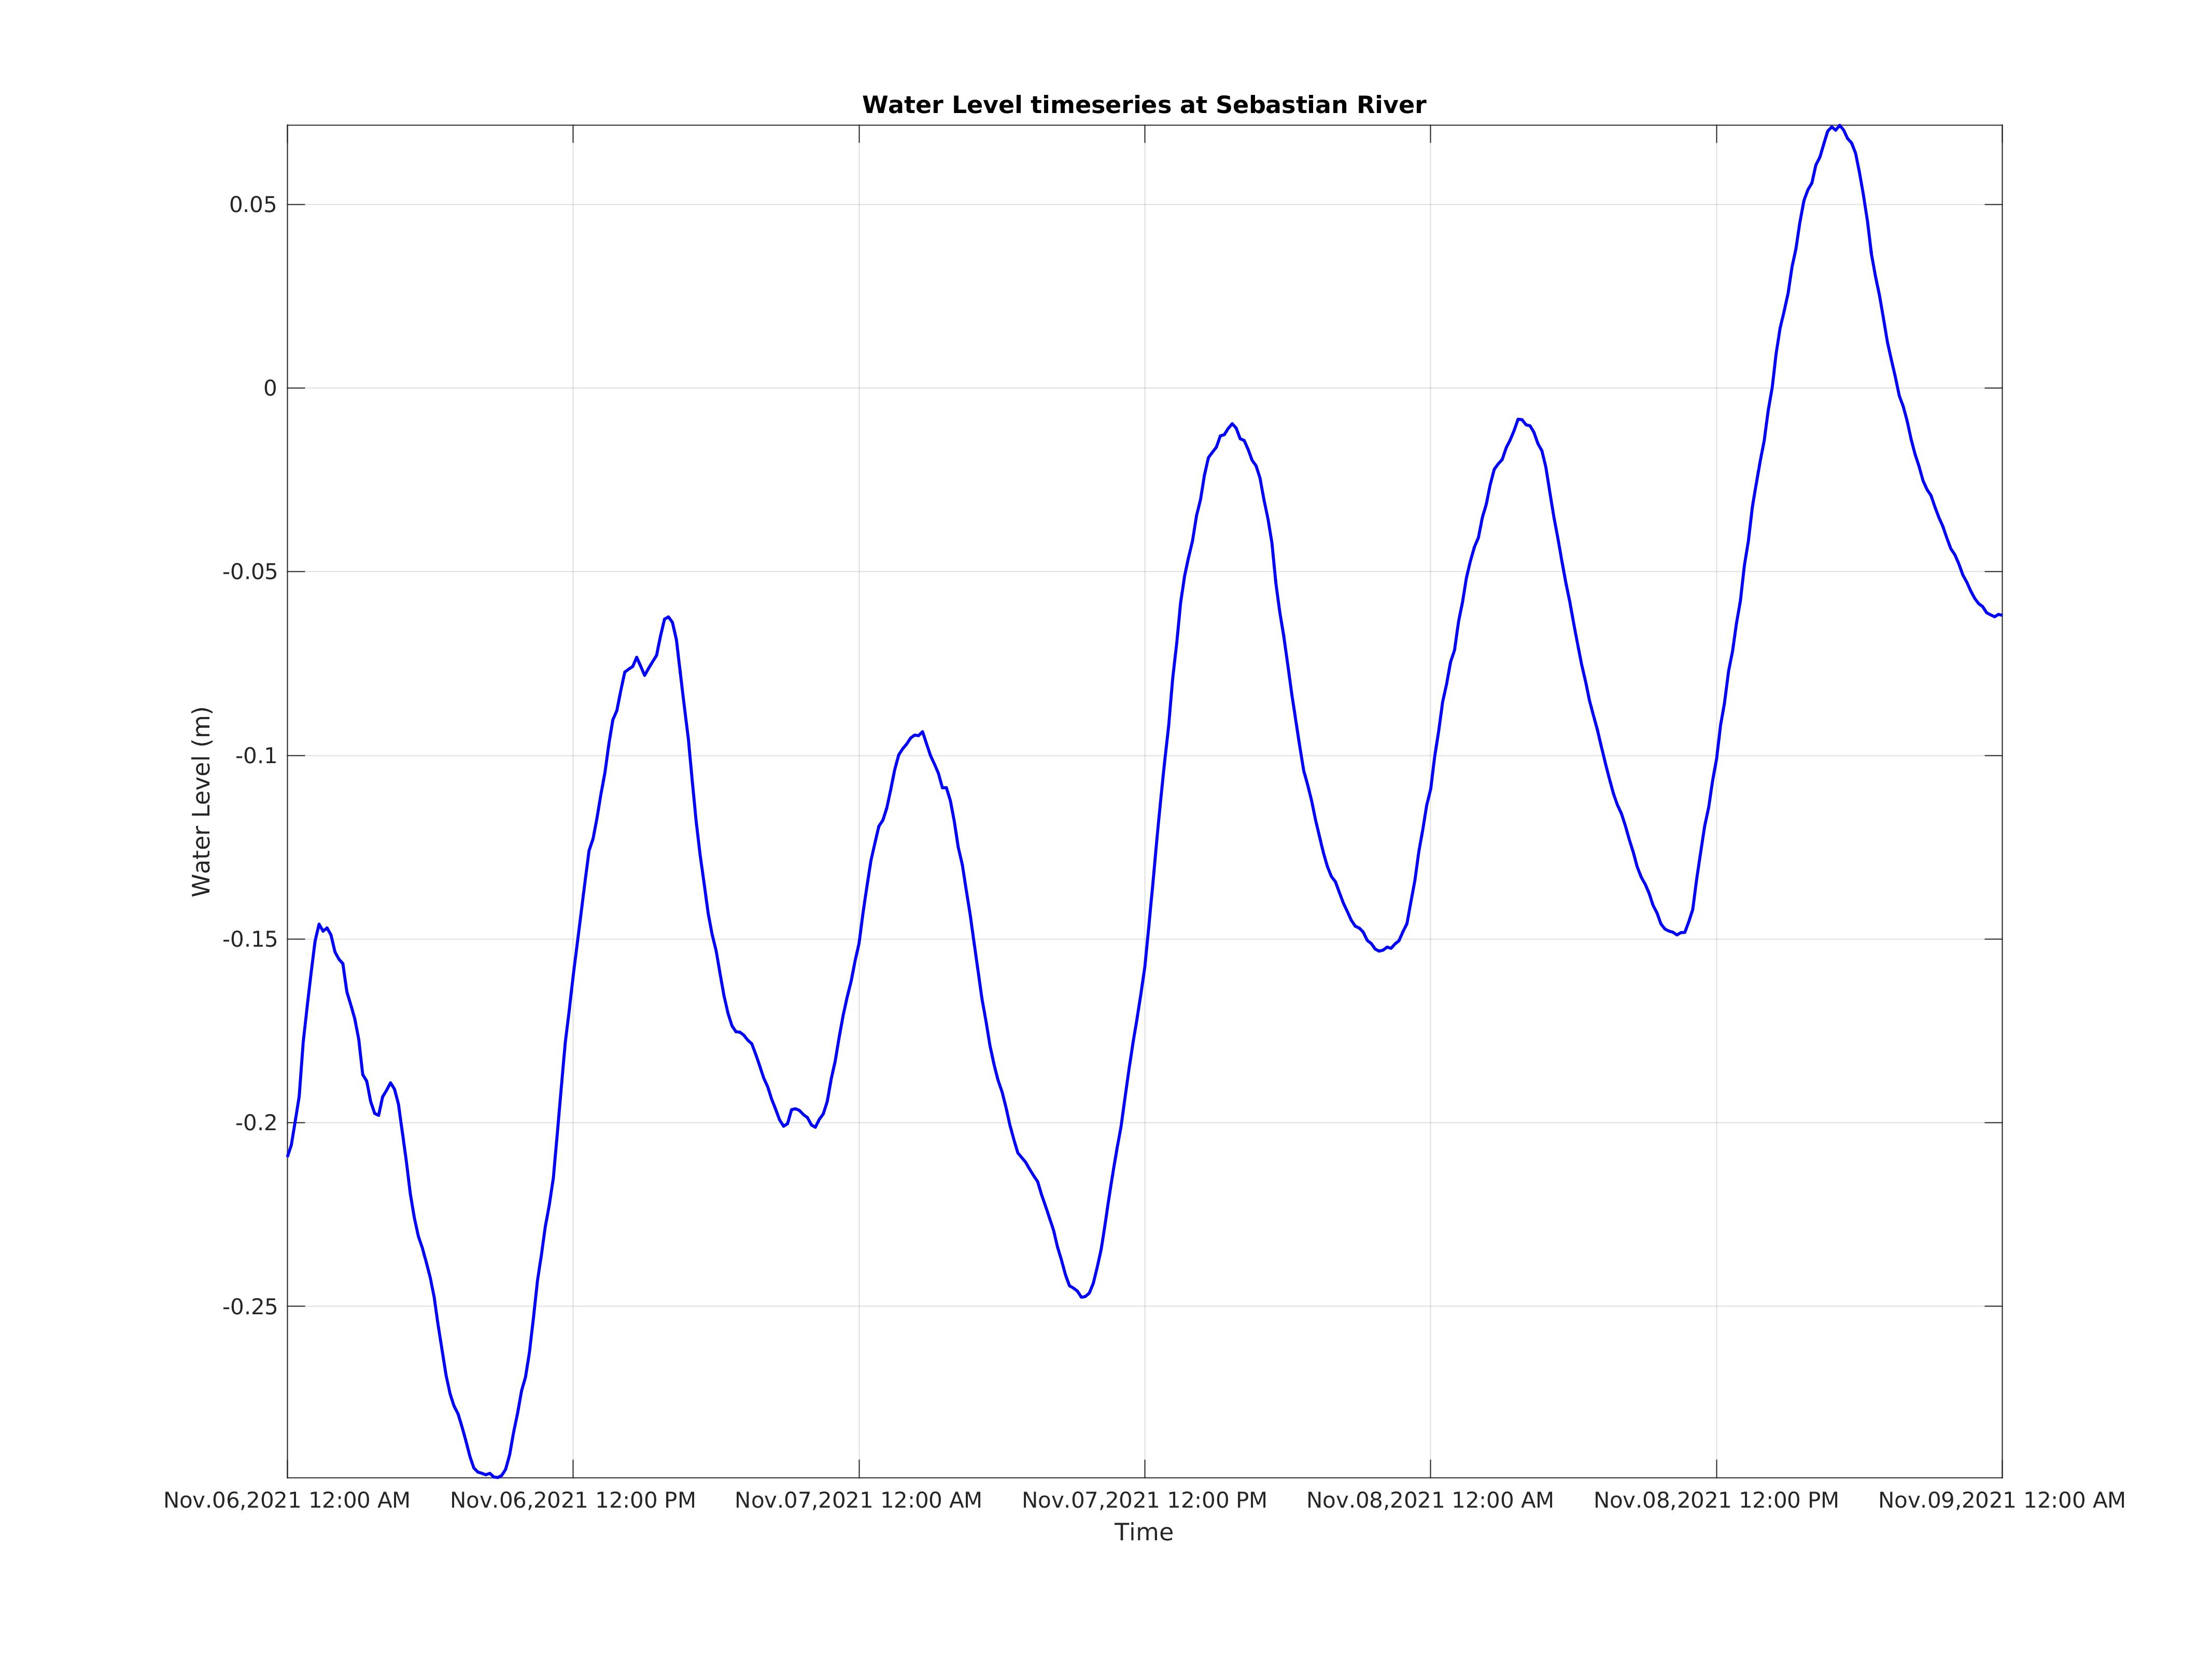 Water Level timeseries at Sebastian River
0.05
0
-0.05
-0.1
-0.15
-0.2
-0.25
Water Level (m)
Nov.06,2021 12:00 AM
Nov.06,2021 12:00 PM
Nov.07,2021 12:00 AM
Nov.07,2021 12:00 PM
Nov.08,2021 12:00 AM
Nov.08,2021 12:00 PM
Nov.09,2021 12:00 AM
Time